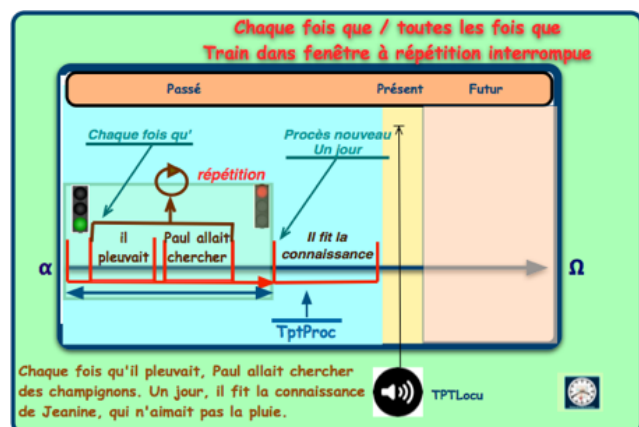 Chaque fois que / toutes les fois que
Train dans fenêtre à répétition interrompue
Passé
Présent
Futur
Chaque fois qu'
Procès nouveau
Un jour
répétition
il
pleuvait
Paul allait
chercher
Il fit la
connaissance
α
Ω
TptProc
Chaque fois qu'il pleuvait, Paul allait chercher
des champignons. Un jour, il fit la connaissance
de Jeanine, qui n'aimait pas la pluie.
TPTLocu